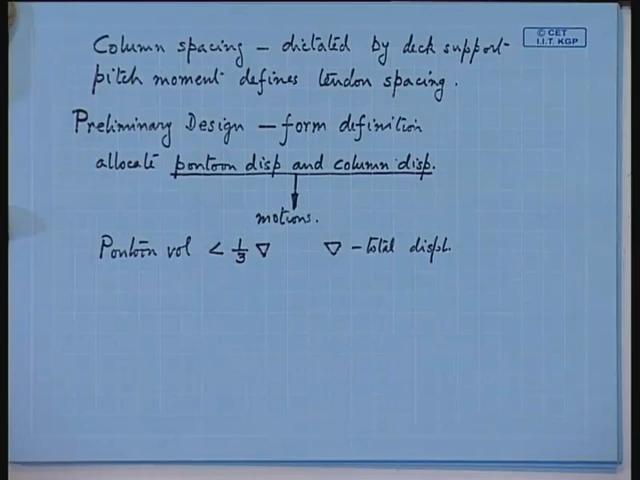 © CET
I.I.T. KGP
Column spacing – dictated by deck support
pitch moment defines tendon spacing.
Preliminary Design – form definition
allocate pontoon disp and column disp.
motions.
Pontoon vol < 1/3 ∇ ∇ – total displ.